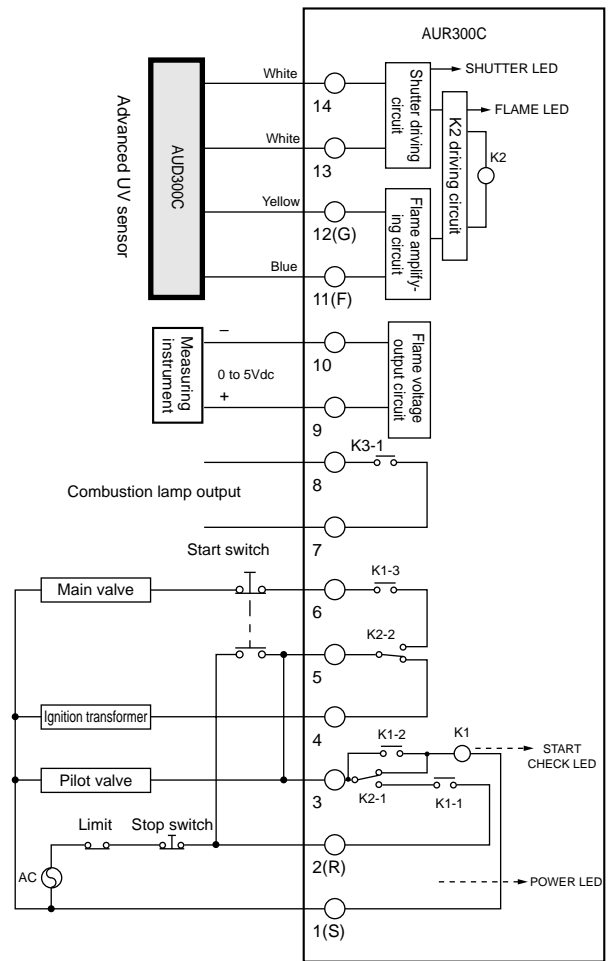 AUR300C
Advanced UV sensor
AUD300C
White
14
Shutter driving
circuit
SHUTTER LED
FLAME LED
K2 driving circuit
K2
White
13
Yellow
12(G)
Flame amplify-
ing circuit
Blue
11(F)
Measuring
instrument
–
10
0 to 5Vdc
+
9
Flame voltage
output circuit
K3-1
8
Combustion lamp output
7
Start switch
K1-3
Main valve
6
K2-2
5
Ignition transformer
4
K1-2
K1
START
CHECK LED
Pilot valve
3
K2-1
K1-1
Limit
Stop switch
2(R)
AC
POWER LED
1(S)